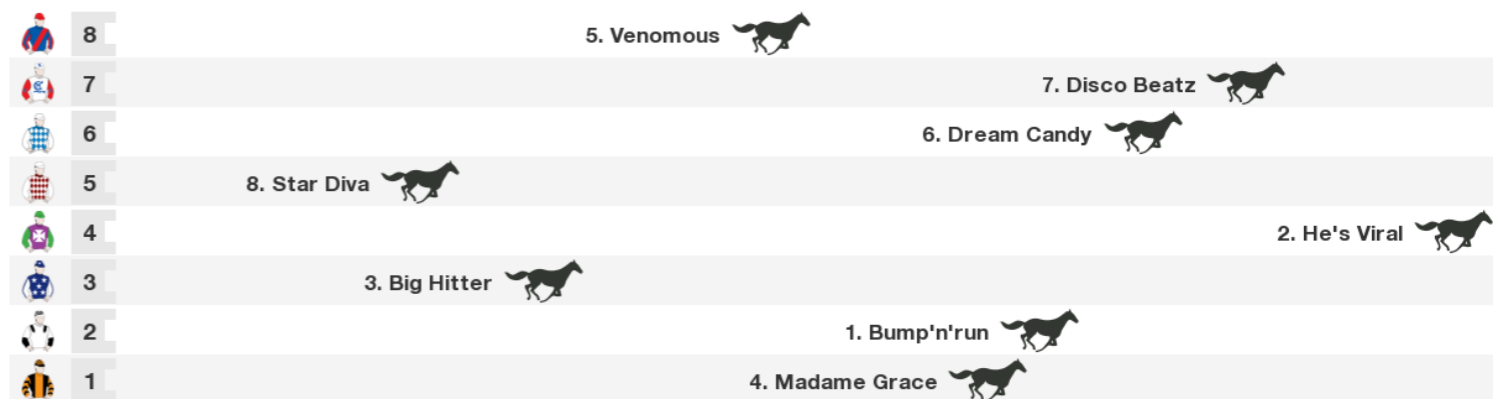 8 5. Venomous
7 7. Disco Beatz
6 6. Dream Candy
5 8. Star Diva
4 2. He's Viral
3 3. Big Hitter
2 1. Bump'n'run
1 4. Madame Grace